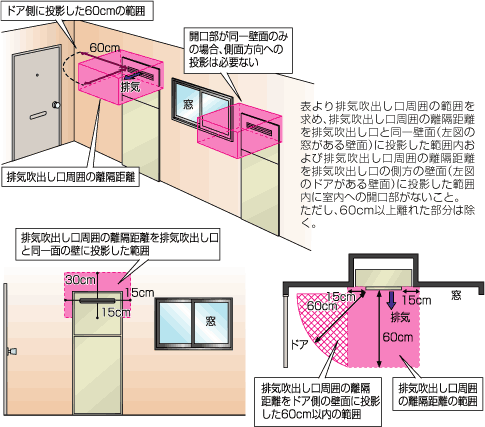 ドア側に投影した60cmの範囲
60cm
排気
開口部が同一壁面のみ
の場合、側面方向への
投影は必要ない
窓
排気吹出し口周囲の離隔距離
表より排気吹出し口周囲の範囲を
求め、排気吹出し口周囲の離隔距離
を排気吹出し口と同一壁面(左図の
窓がある壁面)に投影した範囲内お
よび排気吹出し口周囲の離隔距離
を排気吹出し口の側方の壁面(左図
のドアがある壁面)に投影した範囲
内に室内への開口部がないこと。
ただし、60cm以上離れた部分は除
く。
排気吹出し口周囲の離隔距離を排気吹出し口
と同一面の壁に投影した範囲
30cm
15cm
15cm
窓
15cm
60cm
15cm
窓
排気
ドア
60cm
排気吹出し口周囲の離隔
距離をドア側の壁面に投影
した60cm以内の範囲
排気吹出し口周囲
の離隔距離の範囲